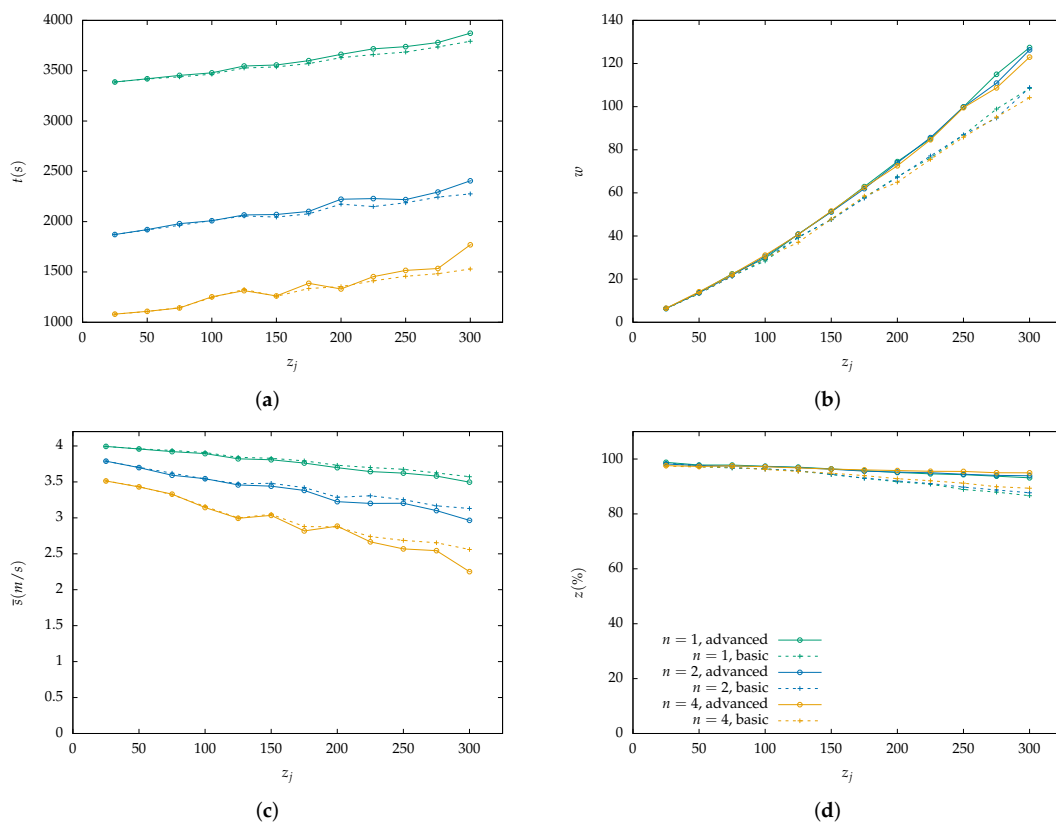 4000
3500
3000
2500
2000
1500
1000
t(s)
0 50 100 150 200 250 300
z_j
(a)
140
120
100
80
60
40
20
0
w
0 50 100 150 200 250 300
z_j
(b)
4
3.5
3
2.5
2
1.5
1
0.5
0
s̅(m/s)
0 50 100 150 200 250 300
z_j
(c)
100
80
60
40
20
0
z(%)
n = 1, advanced
n = 1, basic
n = 2, advanced
n = 2, basic
n = 4, advanced
n = 4, basic
0 50 100 150 200 250 300
z_j
(d)